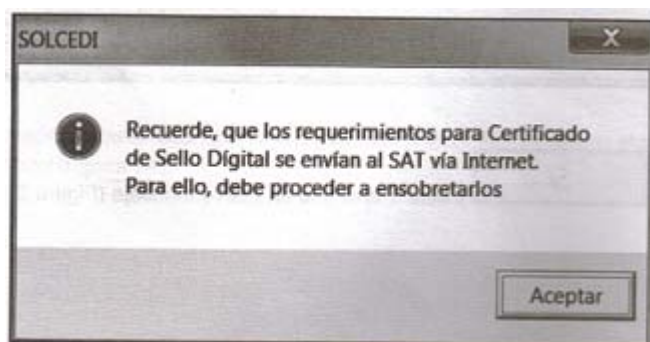 SOLCEDI
X
Recuerde, que los requerimientos para Certificado
de Sello Dígital se envían al SAT vía Internet.
Para ello, debe proceder a ensobretarlos
Aceptar